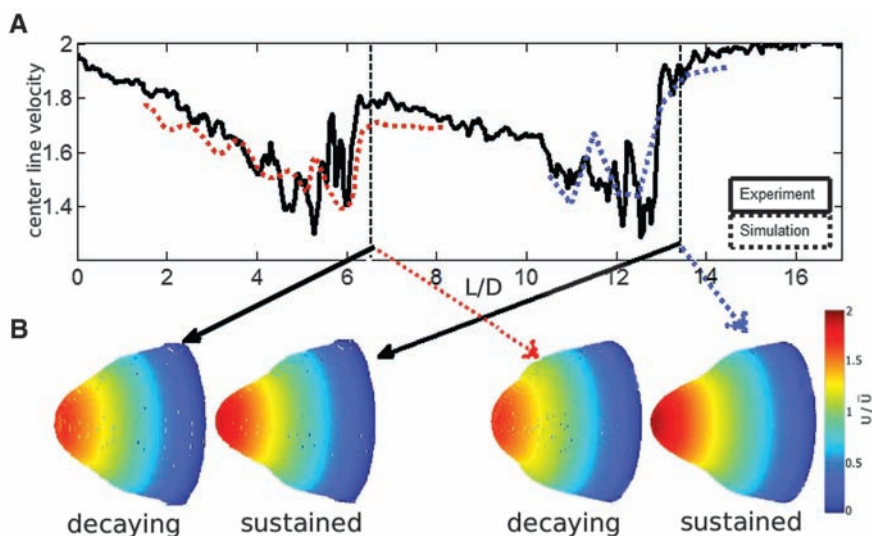 A
center line velocity
2
1.8
1.6
1.4
Experiment
Simulation
0 2 4 6 8 10 12 14 16
L/D
B
2
1.5
1
0.5
0
U / Ū
decaying sustained decaying sustained